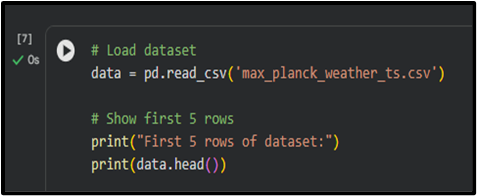 [7]
0s
# Load dataset
data = pd.read_csv('max_planck_weather_ts.csv')
# Show first 5 rows
print("First 5 rows of dataset:")
print(data.head())